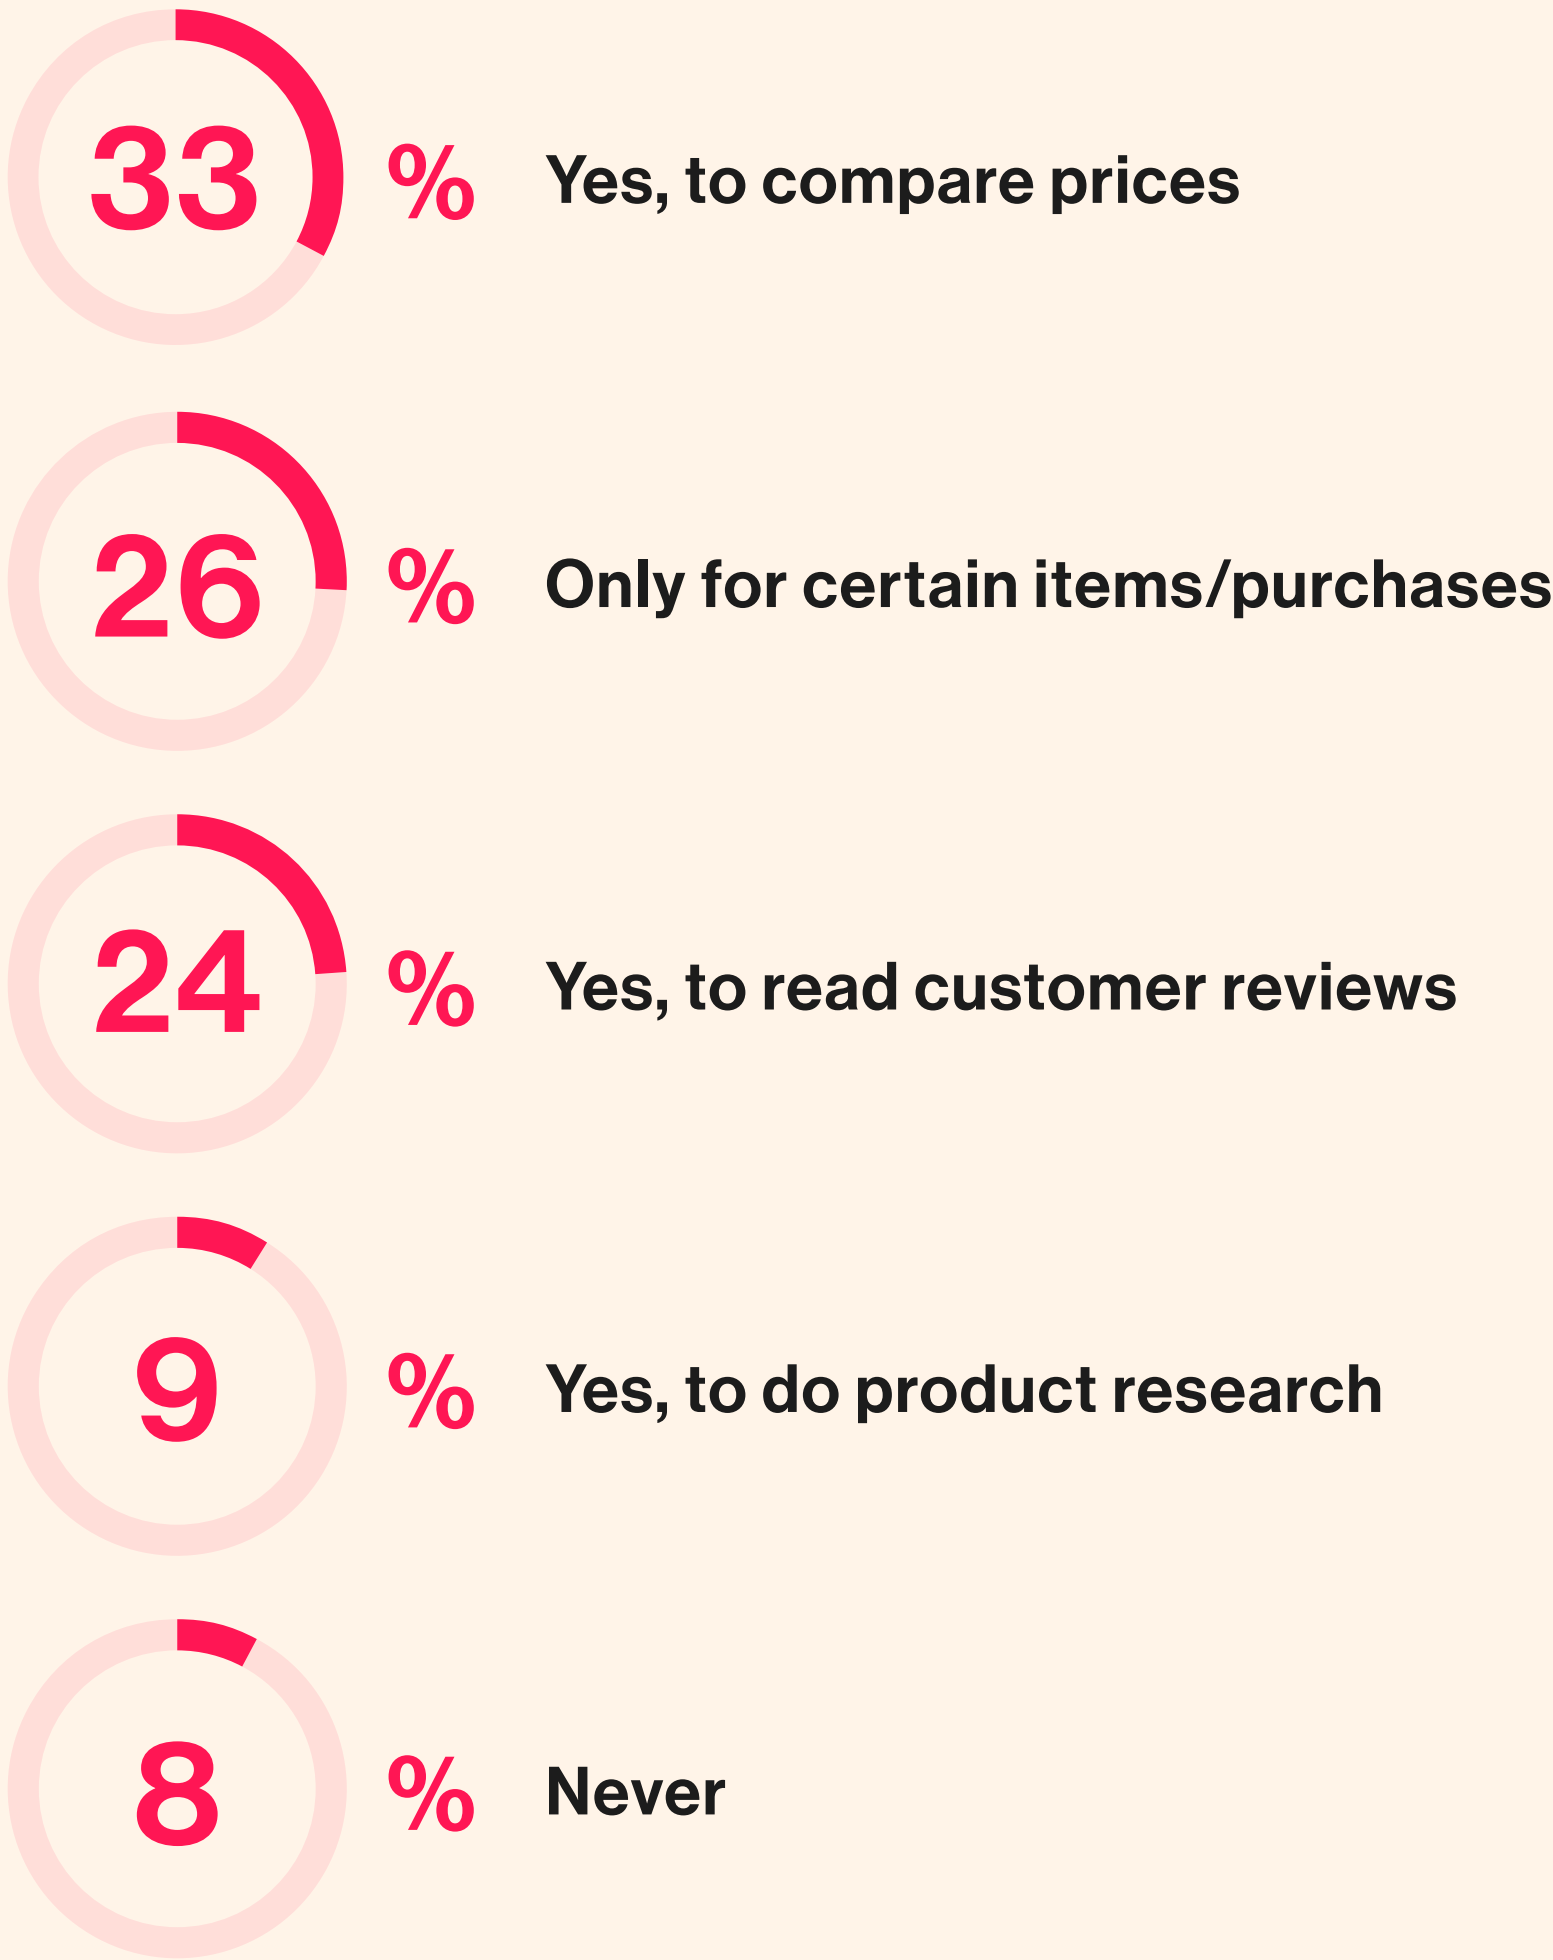 33 % Yes, to compare prices
26 % Only for certain items/purchases
24 % Yes, to read customer reviews
9 % Yes, to do product research
8 % Never